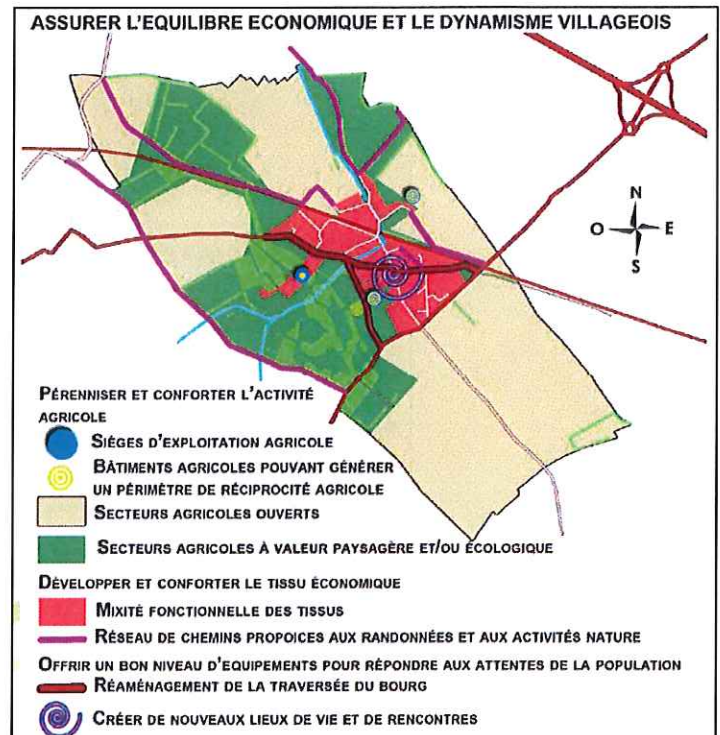 ASSURER L'EQUILIBRE ECONOMIQUE ET LE DYNAMISME VILLAGEOIS
N
O E
S
PÉRENNISER ET CONFORTER L'ACTIVITÉ
AGRICOLE
SIÉGES D'EXPLOITATION AGRICOLE
BÂTIMENTS AGRICOLES POUVANT GÉNÉRER
UN PÉRIMÈTRE DE RÉCIPROCITÉ AGRICOLE
SECTEURS AGRICOLES OUVERTS
SECTEURS AGRICOLES À VALEUR PAYSAGÈRE ET/OU ÉCOLOGIQUE
DÉVELOPPER ET CONFORTER LE TISSU ÉCONOMIQUE
MIXITÉ FONCTIONNELLE DES TISSUS
RÉSEAU DE CHEMINS PROPOICES AUX RANDONNÉES ET AUX ACTIVITÉS NATURE
OFFRIR UN BON NIVEAU D'EQUIPEMENTS POUR RÉPONDRE AUX ATTENTES DE LA POPULATION
RÉAMÉNAGEMENT DE LA TRAVERSÉE DU BOURG
CRÉER DE NOUVEAUX LIEUX DE VIE ET DE RENCONTRES